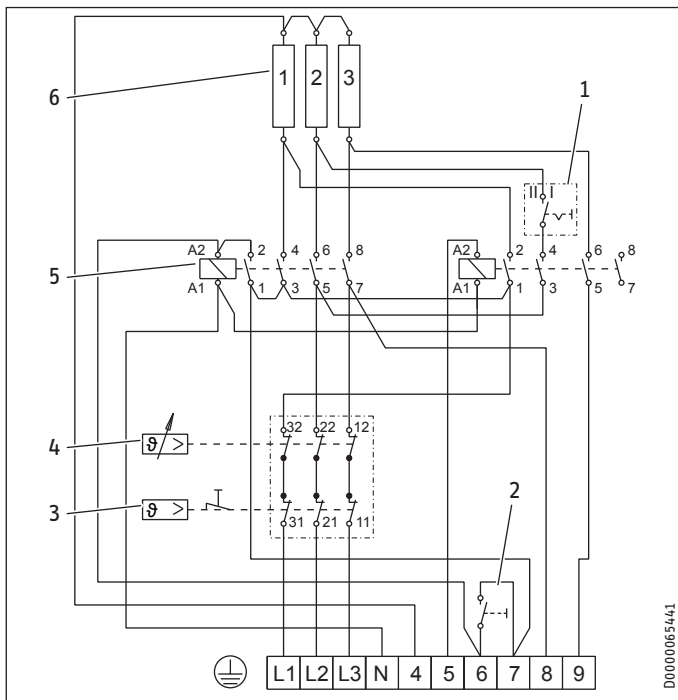 1 2 3
6
1
II I
A2 2 4 6 8
A2 2 4 6 8
5
A1 1 3 5 7
A1 1 3 5 7
32 22 12
4 ϑ >
3 ϑ >
31 21 11
2
L1 L2 L3 N 4 5 6 7 8 9
D0000065441